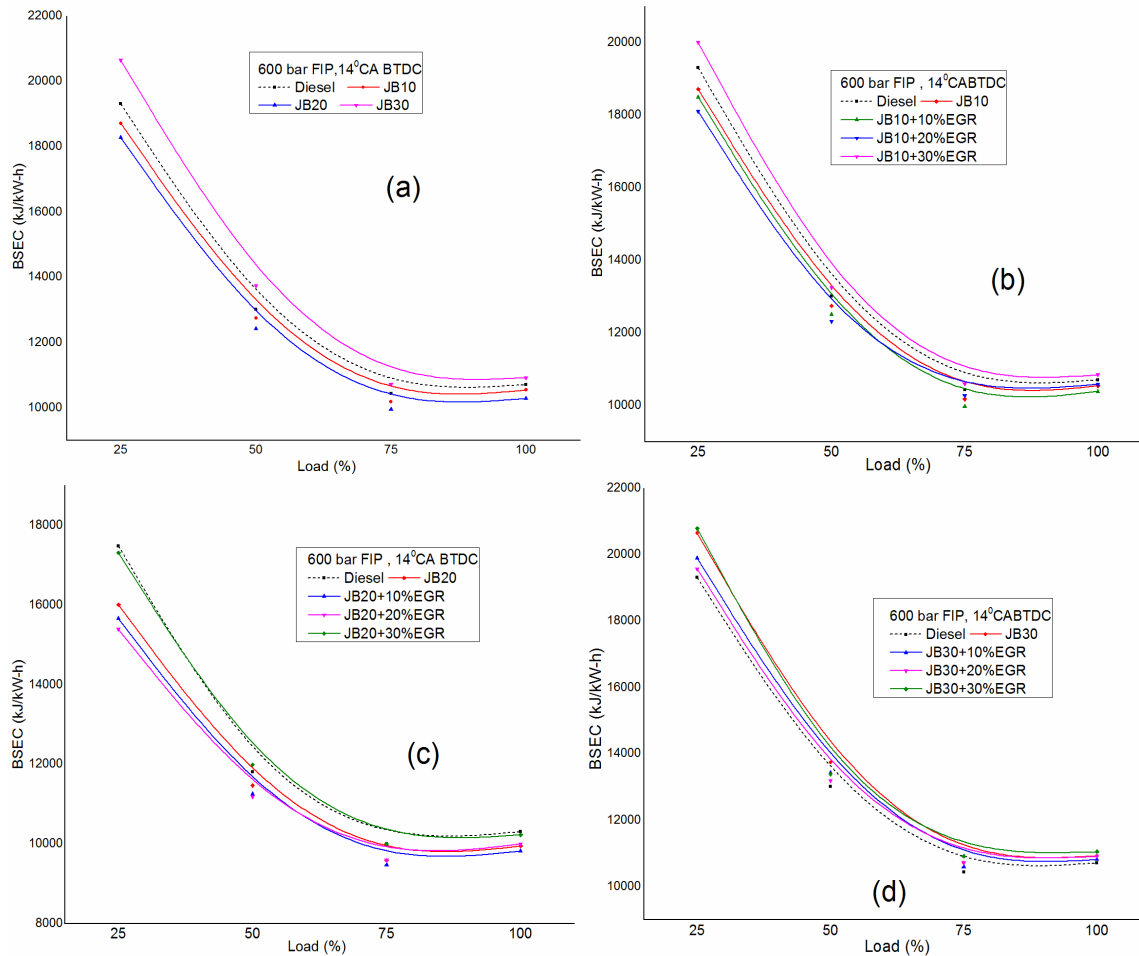 22000
20000
18000
16000
14000
12000
10000
BSEC (kJ/kW-h)
600 bar FIP,14⁰CA BTDC
Diesel JB10
JB20 JB30
(a)
25 50 75 100
Load (%)
20000
18000
16000
14000
12000
10000
BSEC (kJ/kW-h)
600 bar FIP , 14⁰CABTDC
Diesel JB10
JB10+10%EGR
JB10+20%EGR
JB10+30%EGR
(b)
25 50 75 100
Load (%)
18000
16000
14000
12000
10000
8000
BSEC (kJ/kW-h)
600 bar FIP , 14⁰CA BTDC
Diesel JB20
JB20+10%EGR
JB20+20%EGR
JB20+30%EGR
(c)
25 50 75 100
Load (%)
22000
20000
18000
16000
14000
12000
10000
BSEC (kJ/kW-h)
600 bar FIP, 14⁰CABTDC
Diesel JB30
JB30+10%EGR
JB30+20%EGR
JB30+30%EGR
(d)
25 50 75 100
Load (%)